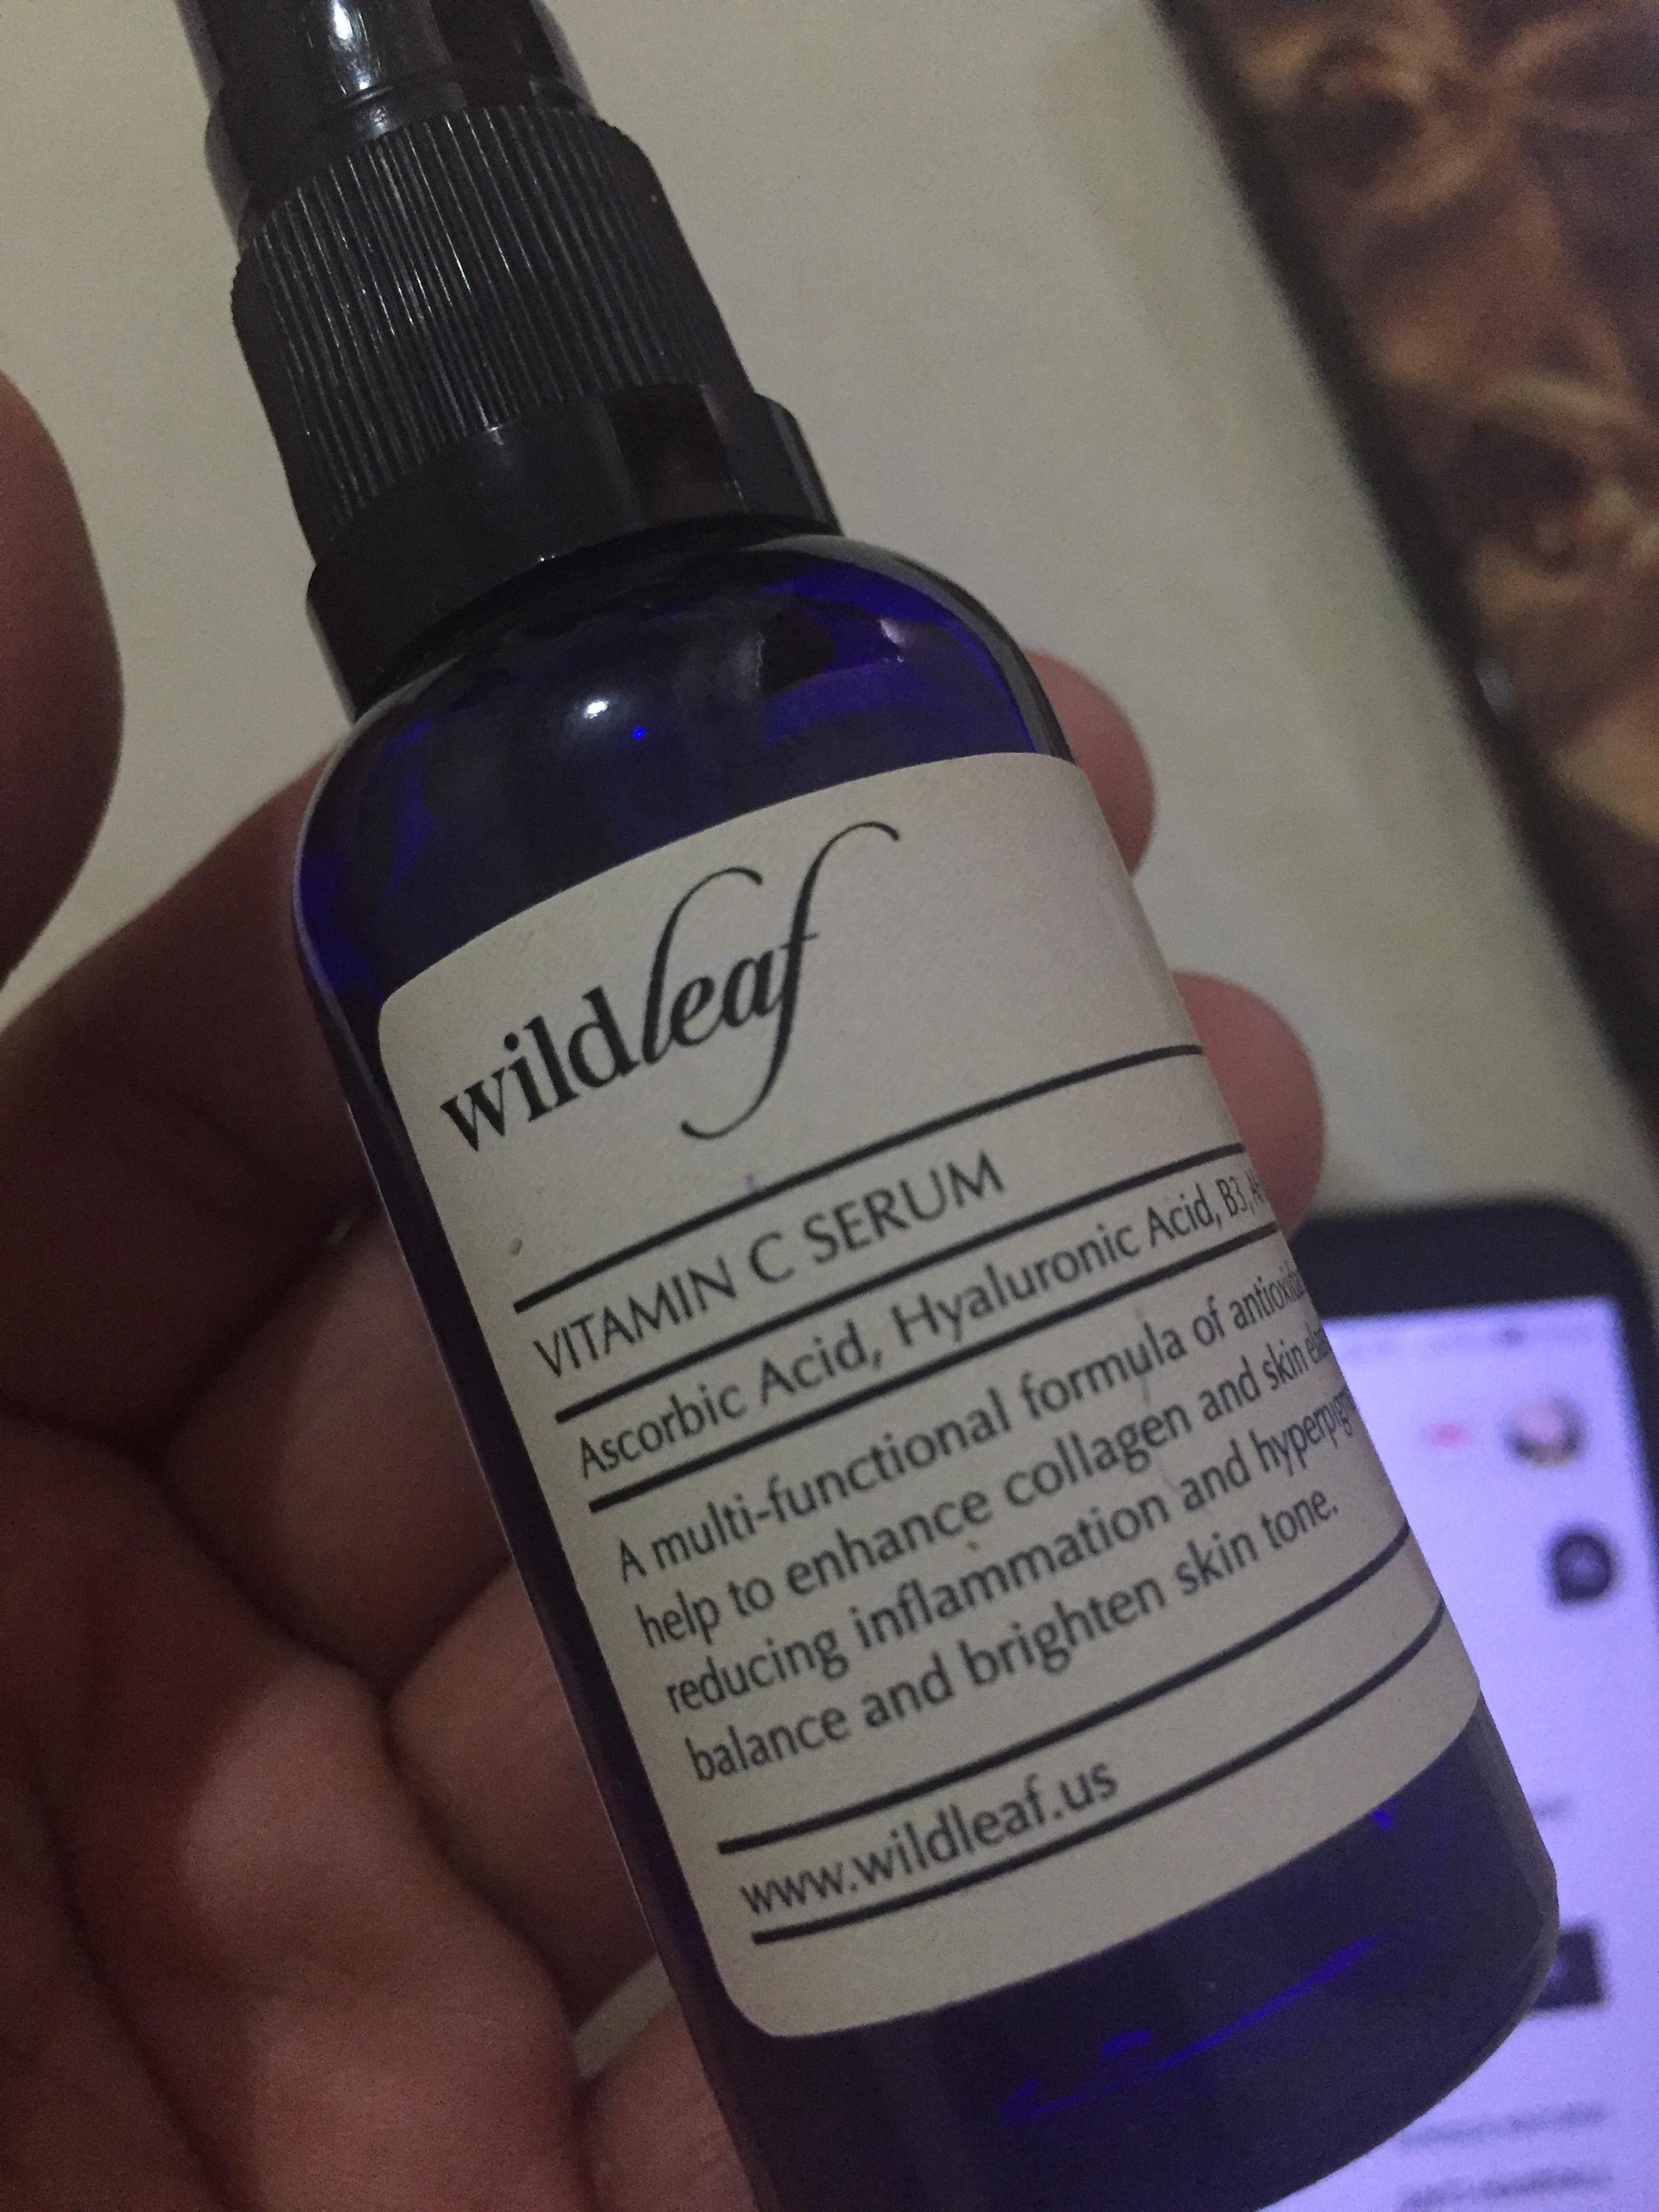 wildleaf
VITAMIN C SERUM
Ascorbic Acid, Hyaluronic Acid, B3,
A multi-functional formula of
help to enhance collagen and skin
reducing inflammation and
balance and brighten skin tone.
www.wildleaf.us